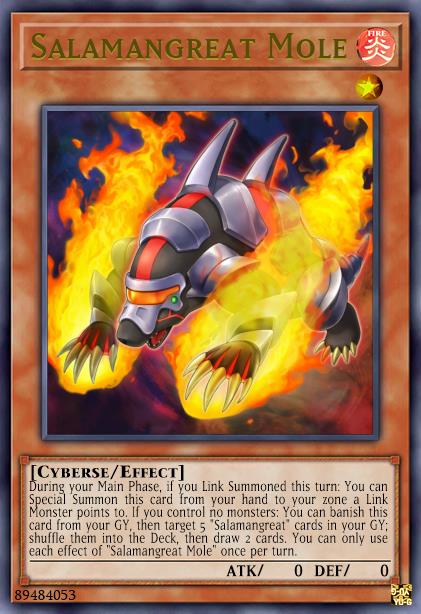 Salamangreat Mole
FIRE
炎
[Cyberse/Effect]
During your Main Phase, if you Link Summoned this turn: You can
Special Summon this card from your hand to your zone a Link
Monster points to. If you control no monsters: You can banish this
card from your GY, then target 5 "Salamangreat" cards in your GY;
shuffle them into the Deck, then draw 2 cards. You can only use
each effect of "Salamangreat Mole" once per turn.
ATK/ 0 DEF/ 0
89484053